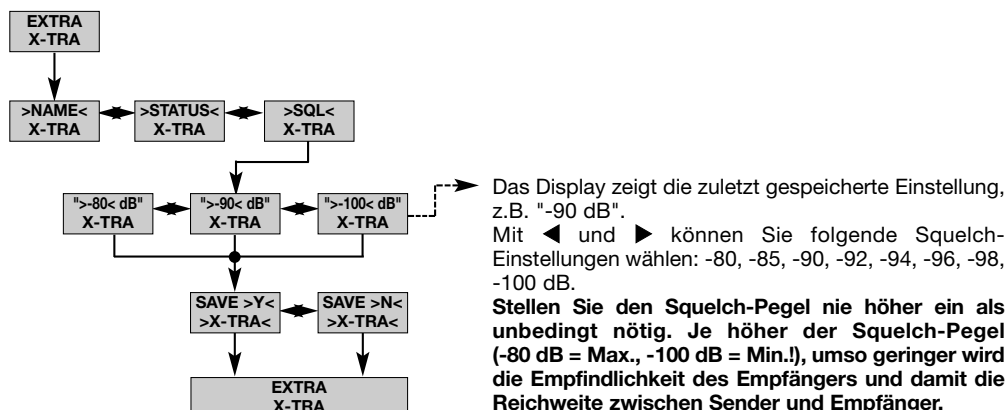 EXTRA
X-TRA
>NAME<
X-TRA
>STATUS<
X-TRA
>SQL<
X-TRA
">-80< dB"
X-TRA
">-90< dB"
X-TRA
">-100< dB"
X-TRA
SAVE >Y<
>X-TRA<
SAVE >N<
>X-TRA<
EXTRA
X-TRA
Das Display zeigt die zuletzt gespeicherte Einstellung,
z.B. "-90 dB".
Mit ◀ und ▶ können Sie folgende Squelch-
Einstellungen wählen: -80, -85, -90, -92, -94, -96, -98,
-100 dB.
Stellen Sie den Squelch-Pegel nie höher ein als
unbedingt nötig. Je höher der Squelch-Pegel
(-80 dB = Max., -100 dB = Min.!), umso geringer wird
die Empfindlichkeit des Empfängers und damit die
Reichweite zwischen Sender und Empfänger.